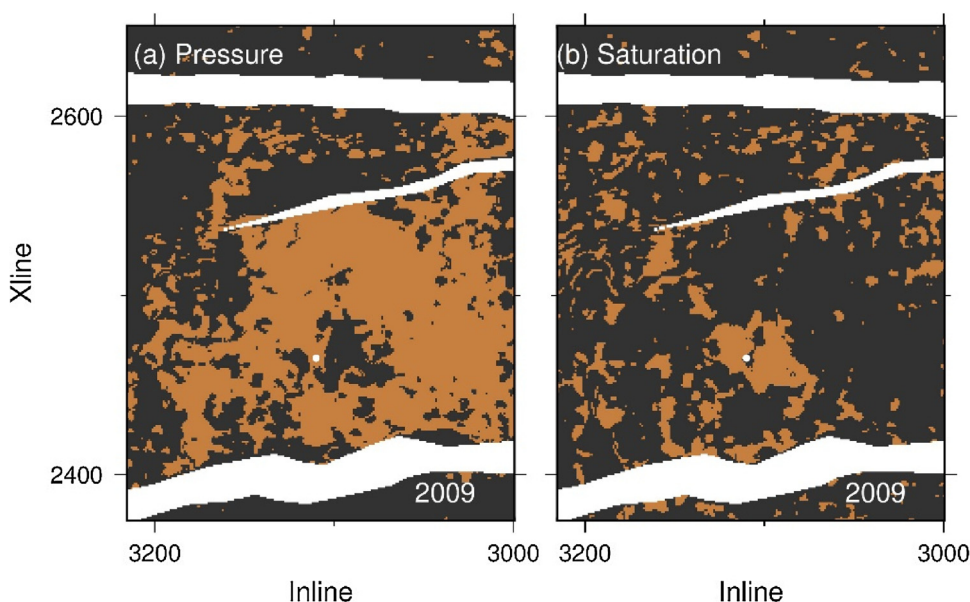 (a) Pressure
(b) Saturation
2600
Xline
2400
2009
2009
3200
3000
3200
3000
Inline
Inline